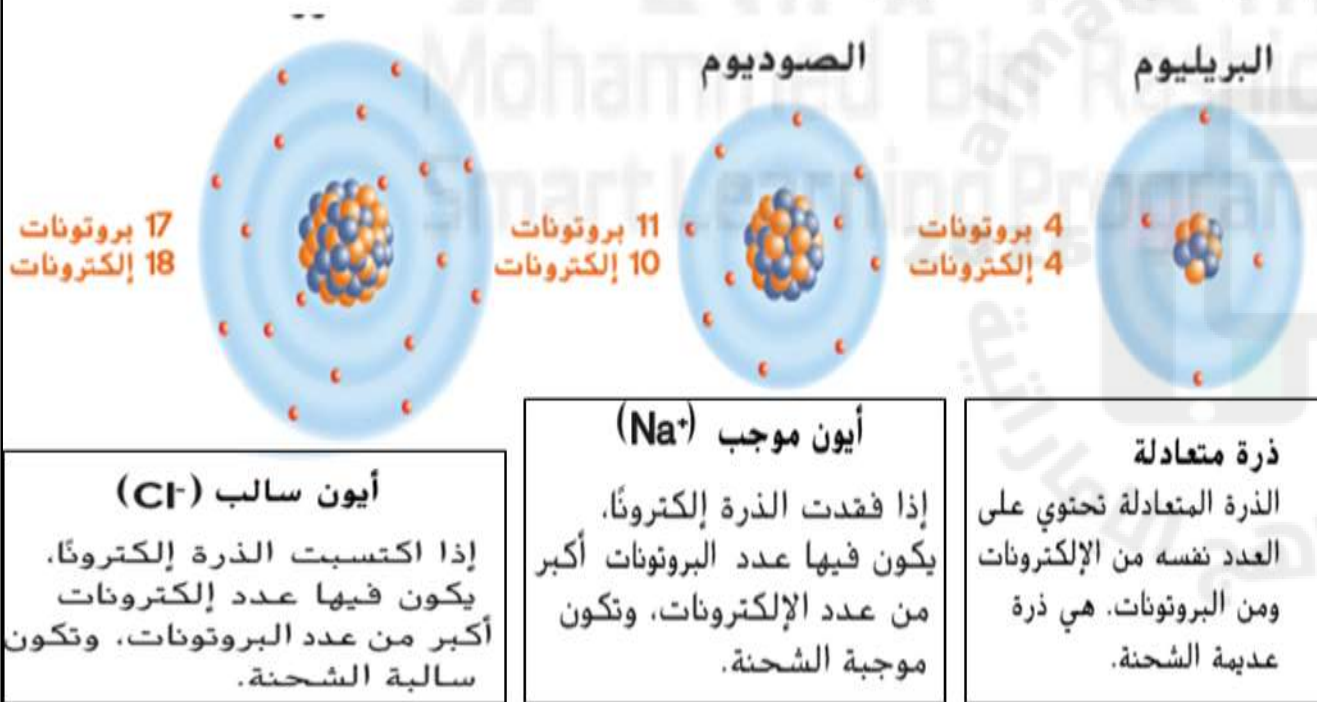 البريليوم
4 بروتونات
4 إلكترونات
ذرة متعادلة
الذرة المتعادلة تحتوي على
العدد نفسه من الإلكترونات
ومن البروتونات. هي ذرة
عديمة الشحنة.
الصوديوم
11 بروتونات
10 إلكترونات
أيون موجب (Na⁺)
إذا فقدت الذرة إلكترونًا.
يكون فيها عدد البروتونات أكبر
من عدد الإلكترونات. وتكون
موجبة الشحنة.
17 بروتونات
18 إلكترونات
أيون سالب (Cl⁻)
إذا اكتسبت الذرة إلكترونًا.
يكون فيها عدد إلكترونات
أكبر من عدد البروتونات. وتكون
سالبة الشحنة.
Mohammed Bin
Smart Learning Program